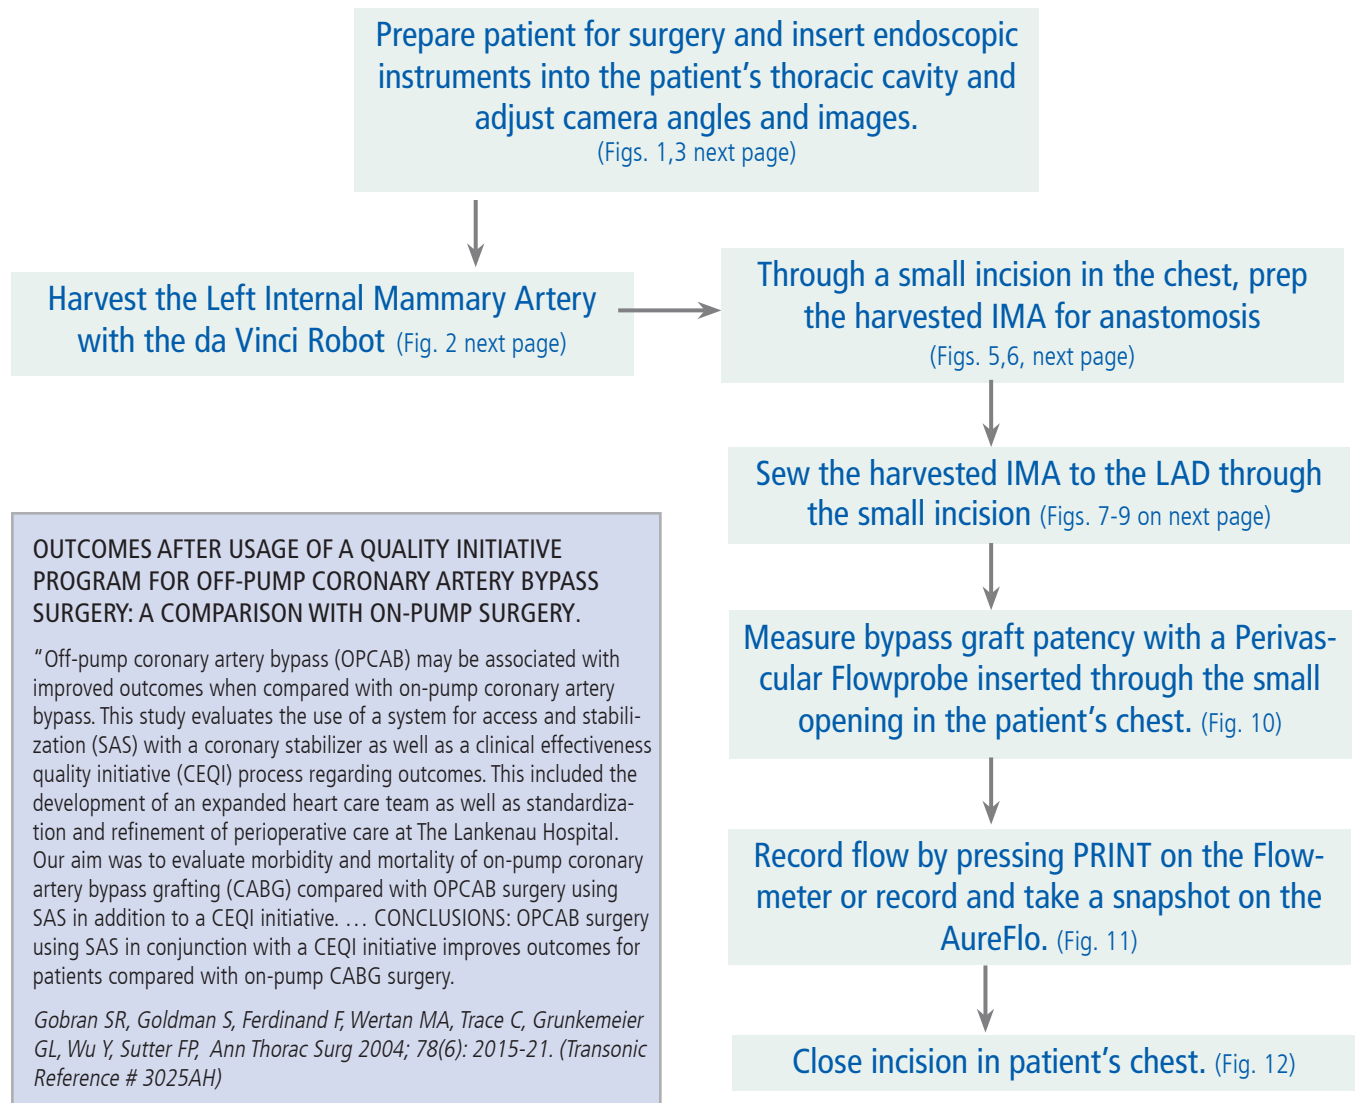 Prepare patient for surgery and insert endoscopic
instruments into the patient’s thoracic cavity and
adjust camera angles and images.
(Figs. 1,3 next page)
Harvest the Left Internal Mammary Artery
with the da Vinci Robot (Fig. 2 next page)
Through a small incision in the chest, prep
the harvested IMA for anastomosis
(Figs. 5,6, next page)
Sew the harvested IMA to the LAD through
the small incision (Figs. 7-9 on next page)
Measure bypass graft patency with a Perivas-
cular Flowprobe inserted through the small
opening in the patient’s chest. (Fig. 10)
Record flow by pressing PRINT on the Flow-
meter or record and take a snapshot on the
AureFlo. (Fig. 11)
Close incision in patient’s chest. (Fig. 12)
OUTCOMES AFTER USAGE OF A QUALITY INITIATIVE
PROGRAM FOR OFF-PUMP CORONARY ARTERY BYPASS
SURGERY: A COMPARISON WITH ON-PUMP SURGERY.
“Off-pump coronary artery bypass (OPCAB) may be associated with
improved outcomes when compared with on-pump coronary artery
bypass. This study evaluates the use of a system for access and stabili-
zation (SAS) with a coronary stabilizer as well as a clinical effectiveness
quality initiative (CEQI) process regarding outcomes. This included the
development of an expanded heart care team as well as standardiza-
tion and refinement of perioperative care at The Lankenau Hospital.
Our aim was to evaluate morbidity and mortality of on-pump coronary
artery bypass grafting (CABG) compared with OPCAB surgery using
SAS in addition to a CEQI initiative. … CONCLUSIONS: OPCAB surgery
using SAS in conjunction with a CEQI initiative improves outcomes for
patients compared with on-pump CABG surgery.
Gobran SR, Goldman S, Ferdinand F, Wertan MA, Trace C, Grunkemeier
GL, Wu Y, Sutter FP, Ann Thorac Surg 2004; 78(6): 2015-21. (Transonic
Reference # 3025AH)